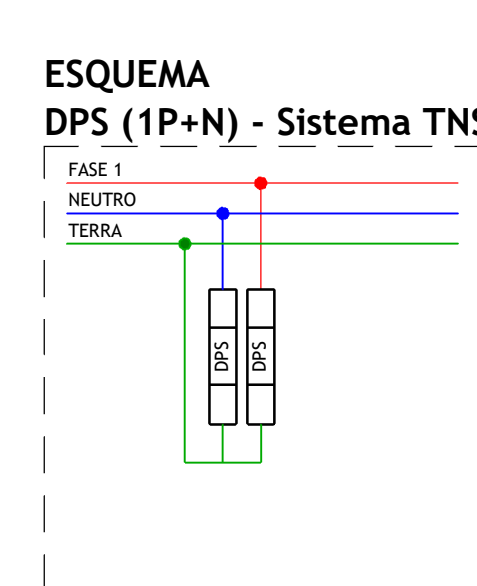 ESQUEMA
DPS (1P+N) - Sistema TNS
FASE 1
NEUTRO
TERRA
DPS
DPS